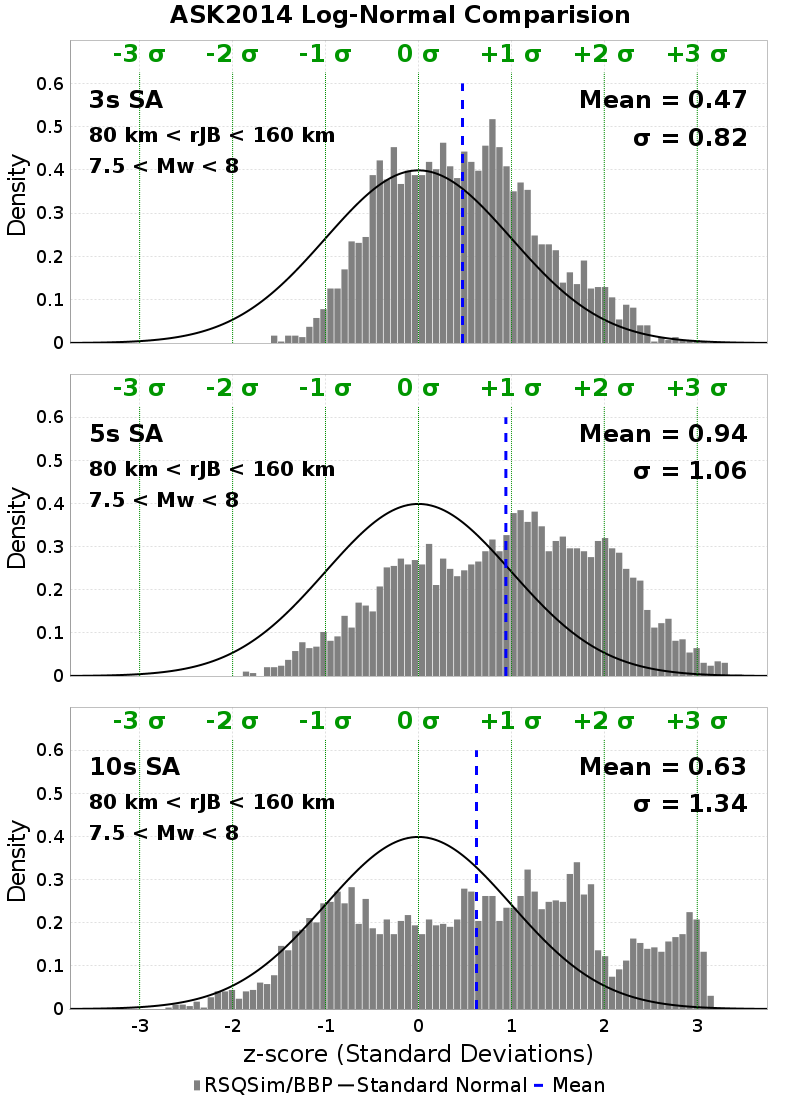 ASK2014 Log-Normal Comparision
-3 σ -2 σ -1 σ 0 σ +1 σ +2 σ +3 σ
3s SA
80 km < rJB < 160 km
7.5 < Mw < 8
Mean = 0.47
σ = 0.82
Density
0.6
0.5
0.4
0.3
0.2
0.1
0
-3 σ -2 σ -1 σ 0 σ +1 σ +2 σ +3 σ
5s SA
80 km < rJB < 160 km
7.5 < Mw < 8
Mean = 0.94
σ = 1.06
Density
0.6
0.5
0.4
0.3
0.2
0.1
0
-3 σ -2 σ -1 σ 0 σ +1 σ +2 σ +3 σ
10s SA
80 km < rJB < 160 km
7.5 < Mw < 8
Mean = 0.63
σ = 1.34
Density
0.6
0.5
0.4
0.3
0.2
0.1
0
-3 -2 -1 0 1 2 3
z-score (Standard Deviations)
RSQSim/BBP Standard Normal Mean